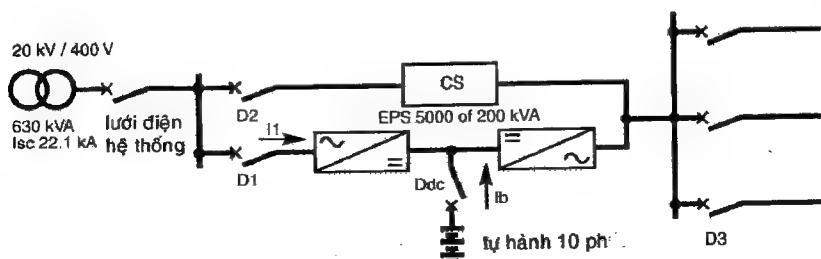 20 kV / 400 V
630 kVA
Isc 22.1 kA
lưới điện
hệ thống
D2
CS
EPS 5000 of 200 kVA
I1
D1
Ddc
Ib
tự hành 10 ph
D3